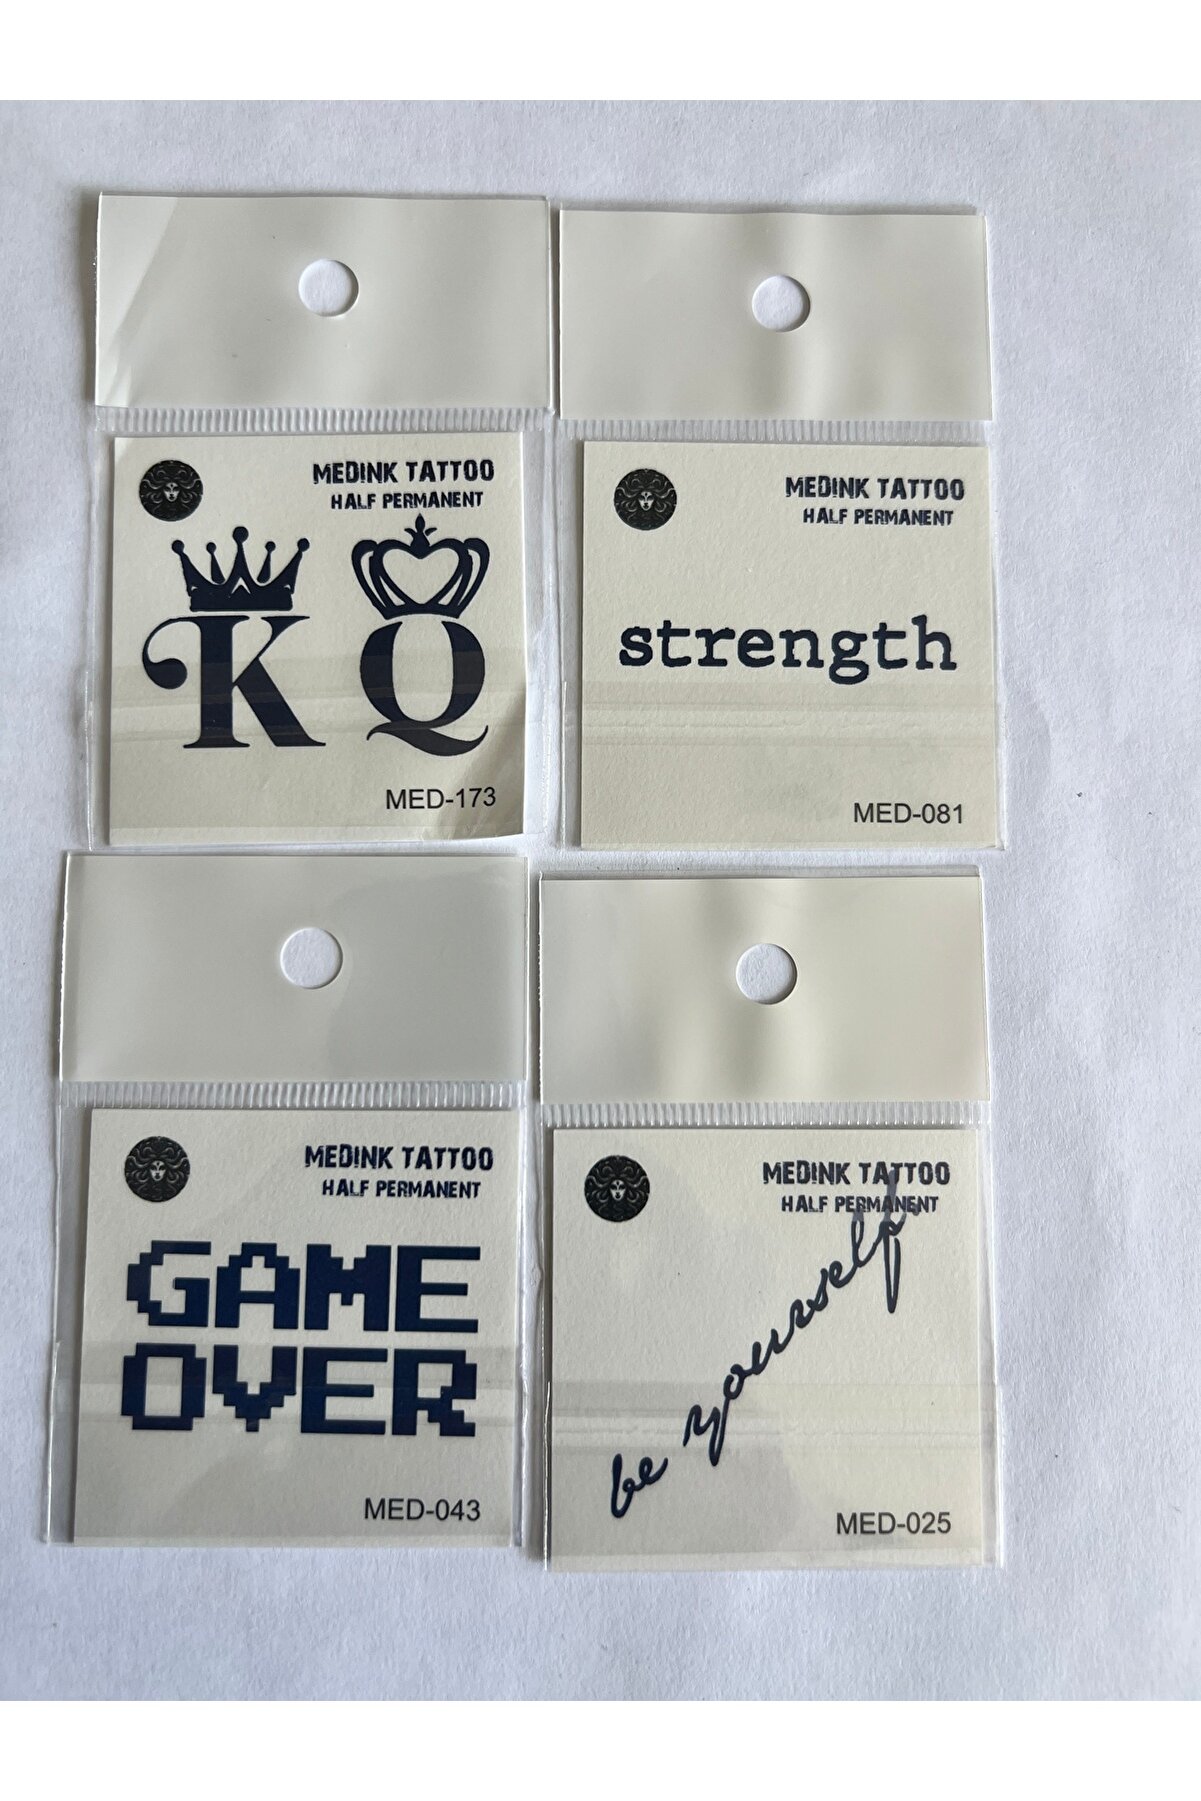 MEDINK TATTOO
HALF PERMANENT
K Q
MED-173
MEDINK TATTOO
HALF PERMANENT
strength
MED-081
MEDINK TATTOO
HALF PERMANENT
GAME
OVER
MED-043
MEDINK TATTOO
HALF PERMANENT
be yourself.
MED-025